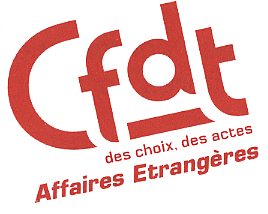 Cfdt
des choix, des actes
Affaires Etrangères